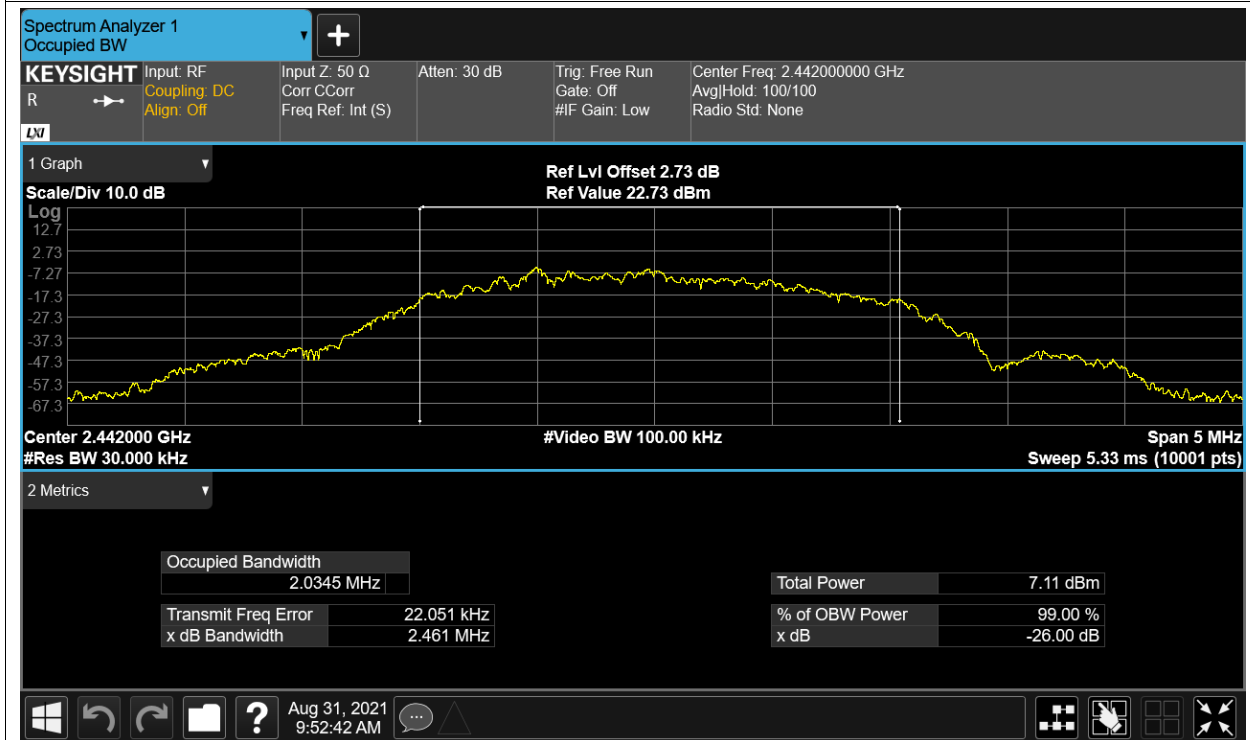 Spectrum Analyzer 1
Occupied BW
+
KEYSIGHT
R
LXI
Input: RF
Coupling: DC
Align: Off
Input Z: 50 Ω
Corr CCorr
Freq Ref: Int (S)
Atten: 30 dB
Trig: Free Run
Gate: Off
#IF Gain: Low
Center Freq: 2.442000000 GHz
Avg|Hold: 100/100
Radio Std: None
1 Graph
Scale/Div 10.0 dB
Ref Lvl Offset 2.73 dB
Ref Value 22.73 dBm
Log
12.7
2.73
-7.27
-17.3
-27.3
-37.3
-47.3
-57.3
-67.3
Center 2.442000 GHz
#Video BW 100.00 kHz
Span 5 MHz
#Res BW 30.000 kHz
Sweep 5.33 ms (10001 pts)
2 Metrics
Occupied Bandwidth
2.0345 MHz
Total Power 7.11 dBm
Transmit Freq Error 22.051 kHz
% of OBW Power 99.00 %
x dB Bandwidth 2.461 MHz
x dB -26.00 dB
?
Aug 31, 2021
9:52:42 AM